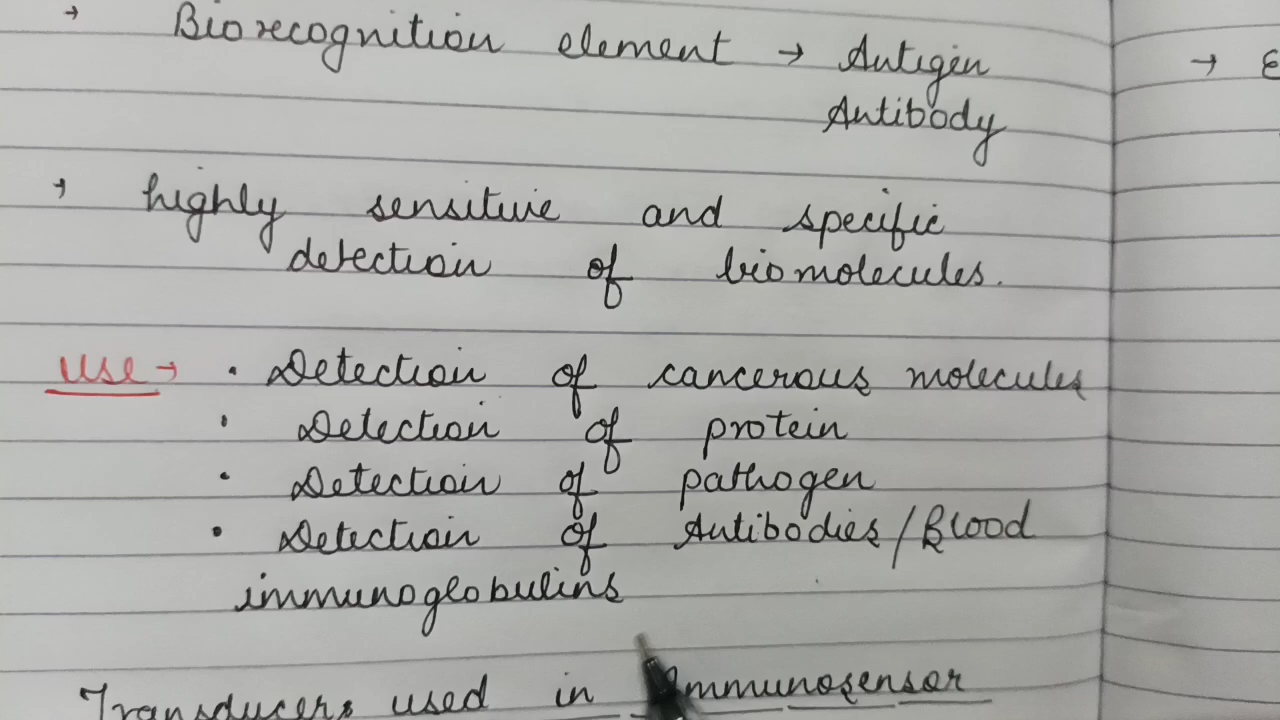 → Biorecognition element → Antigen
Antibody
→ highly sensitive and specific
detection of biomolecules.
Use → • Detection of cancerous molecules
• Detection of protein
• Detection of pathogen
• Detection of Antibodies/Blood
immunoglobulins
Transducers used in Immunosensor
→ E